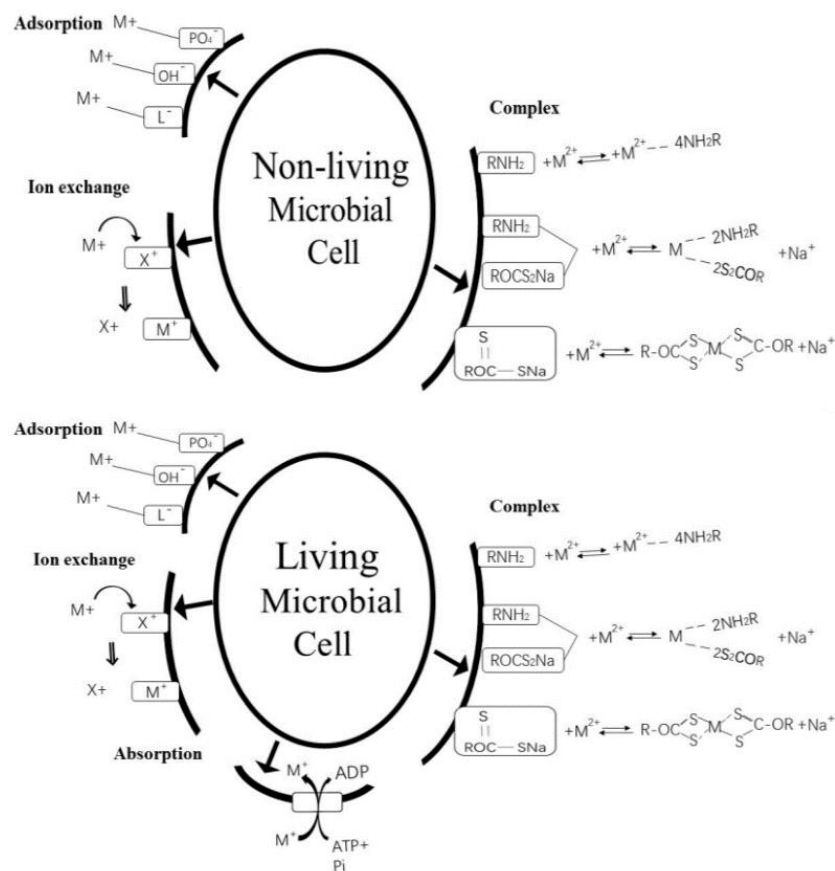 Adsorption M+ PO₄⁻
M+ OH⁻
M+ L⁻
Non-living
Microbial
Cell
Ion exchange
M+ X⁺
X+ M⁺
Complex
RNH₂ +M²⁺ +M²⁺ 4NH₂R
RNH₂ 2NH₂R
+M²⁺ M +Na⁺
ROCS₂Na 2S₂COR
S
ROC SNa
+M²⁺ R-OC S S M S S C-OR +Na⁺
Adsorption M+ PO₄⁻
M+ OH⁻
M+ L⁻
Living
Microbial
Cell
Ion exchange
M+ X⁺
X+ M⁺
Complex
RNH₂ +M²⁺ +M²⁺ 4NH₂R
RNH₂ 2NH₂R
+M²⁺ M +Na⁺
ROCS₂Na 2S₂COR
S
ROC SNa
+M²⁺ R-OC S S M S S C-OR +Na⁺
Absorption
M⁺ ADP
M⁺ ATP+
Pi